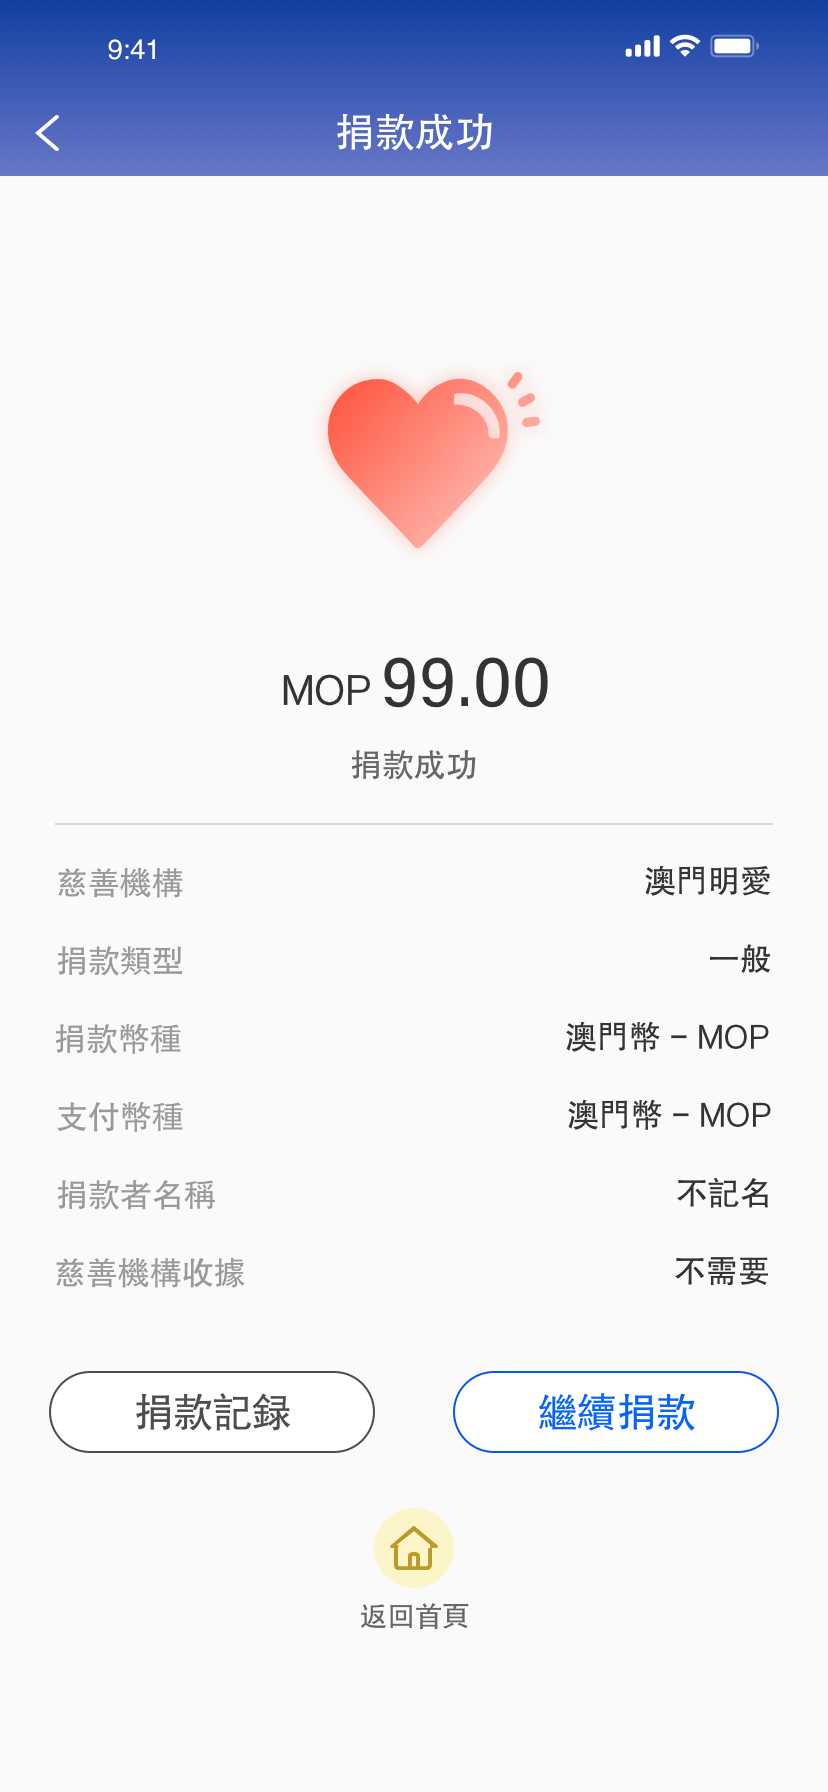 9:41
捐款成功
MOP 99.00
捐款成功
慈善機構 澳門明愛
捐款類型 一般
捐款幣種 澳門幣 – MOP
支付幣種 澳門幣 – MOP
捐款者名稱 不記名
慈善機構收據 不需要
捐款記録 繼續捐款
返回首頁